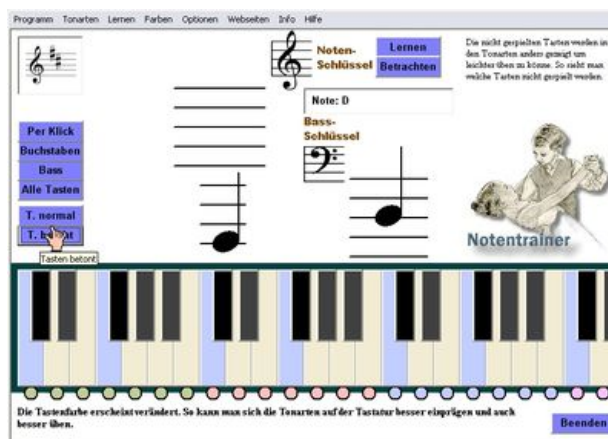 Programm Tonarten Lernen Farben Optionen Webseiten Info Hilfe
Noten-
Schlüssel
Lernen
Betrachten
Die nicht gespielten Tasten werden in
den Tonarten anders gezeigt um
leichter üben zu könne. So sieht man
welche Tasten nicht gespielt werden.
Note: D
Bass-
Schlüssel
Per Klick
Buchstaben
Bass
Alle Tasten
T. normal
Tasten betont
Notentrainer
Die Tastenfarbe erscheint verändert. So kann man sich die Tonarten auf der Tastatur besser einprägen und auch
besser üben.
Beenden